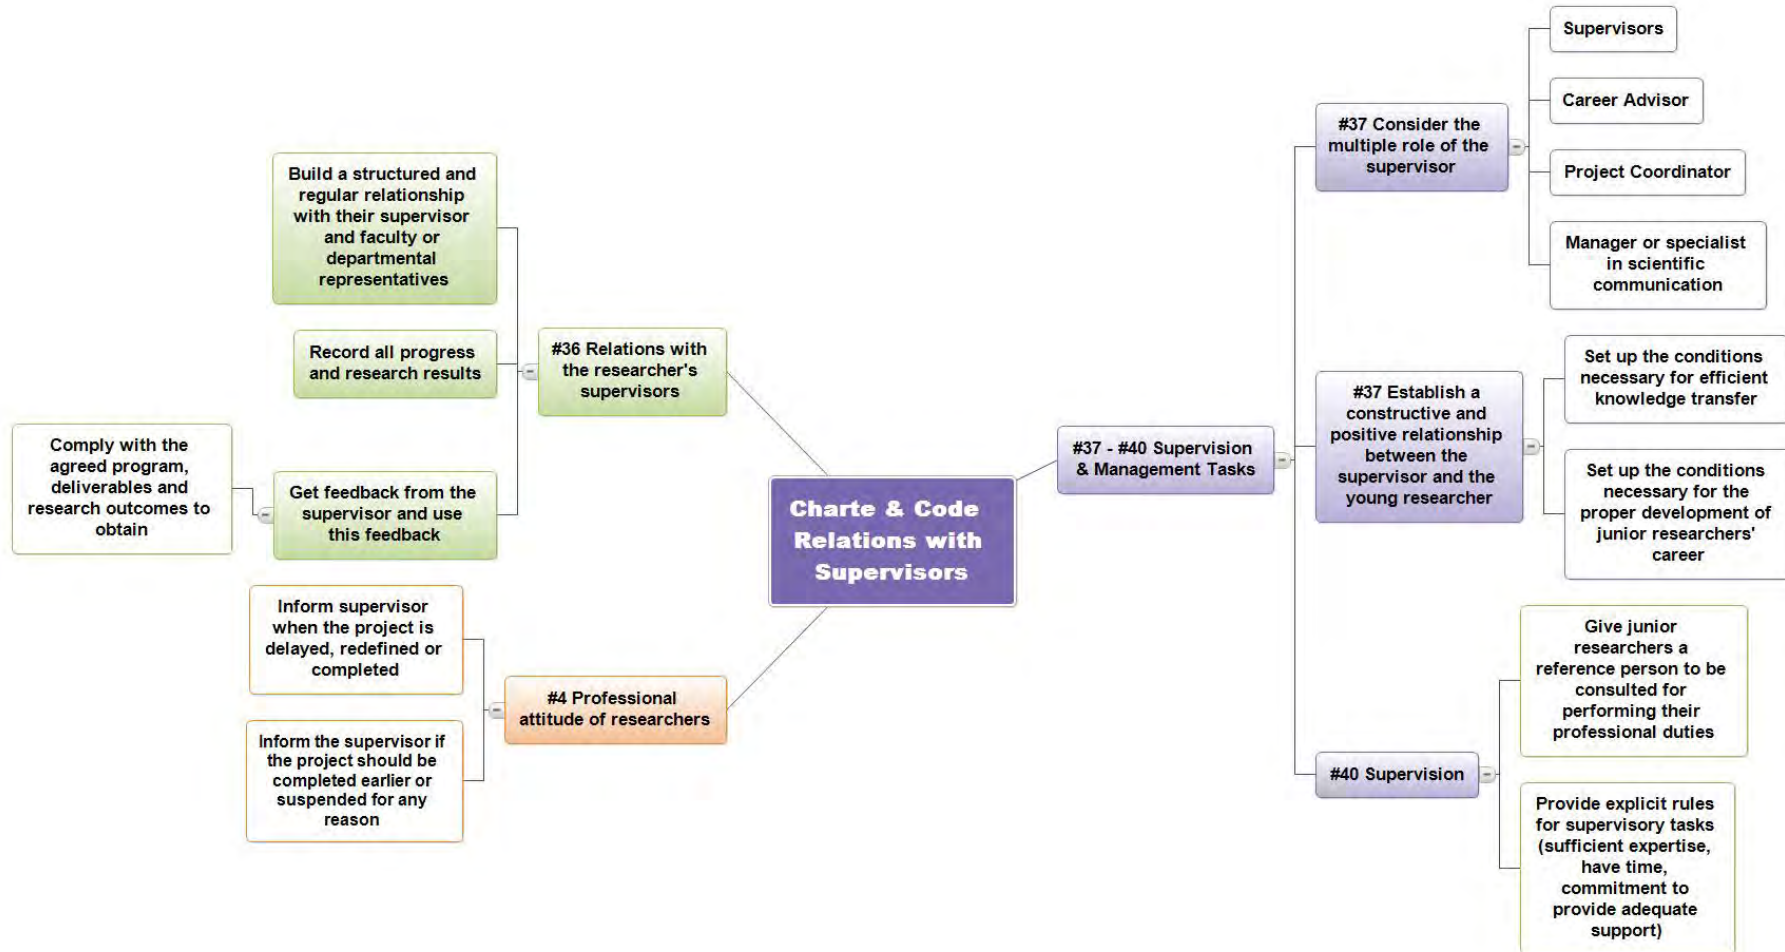 Charte & Code
Relations with
Supervisors
#36 Relations with
the researcher's
supervisors
Build a structured and
regular relationship
with their supervisor
and faculty or
departmental
representatives
Record all progress
and research results
Get feedback from the
supervisor and use
this feedback
Comply with the
agreed program,
deliverables and
research outcomes to
obtain
#4 Professional
attitude of researchers
Inform supervisor
when the project is
delayed, redefined or
completed
Inform the supervisor if
the project should be
completed earlier or
suspended for any
reason
#37 - #40 Supervision
& Management Tasks
#37 Consider the
multiple role of the
supervisor
Supervisors
Career Advisor
Project Coordinator
Manager or specialist
in scientific
communication
#37 Establish a
constructive and
positive relationship
between the
supervisor and the
young researcher
Set up the conditions
necessary for efficient
knowledge transfer
Set up the conditions
necessary for the
proper development of
junior researchers'
career
#40 Supervision
Give junior
researchers a
reference person to be
consulted for
performing their
professional duties
Provide explicit rules
for supervisory tasks
(sufficient expertise,
have time,
commitment to
provide adequate
support)